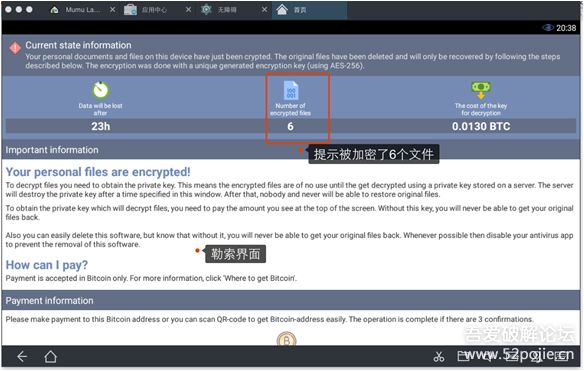 Mumu La...
应用中心
无障碍
首页
20:38
Current state information
Your personal documents and files on this device have just been crypted. The original files have been deleted and will only be recovered by following the steps
described below. The encryption was done with a unique generated encryption key (using AES-256).
Data will be lost
after
Number of
encrypted files
The cost of the key
for decryption
23h
6
0.0130 BTC
Important information
提示被加密了6个文件
Your personal files are encrypted!
To decrypt files you need to obtain the private key. This means the encrypted files are of no use until the get decrypted using a private key stored on a server. The server
will destroy the private key after a time specified in this window. After that, nobody and never will be able to restore original files.
To obtain the private key which will decrypt files, you need to pay the amount you see at the top of the screen. Without this key, you will never be able to get your original
files back.
Also you can easily delete this software, but know that without it, you will never be able to get your original files back. Whenever possible then disable your antivirus app
to prevent the removal of this software.
勒索界面
How can I pay?
Payment is accepted in Bitcoin only. For more information, click 'Where to get Bitcoin'.
Payment information
Please make payment to this Bitcoin address or you can scan QR-code to get Bitcoin easily. The operation is complete if there are 3 confirmations.
吾爱破解论坛
www.52pojie.cn